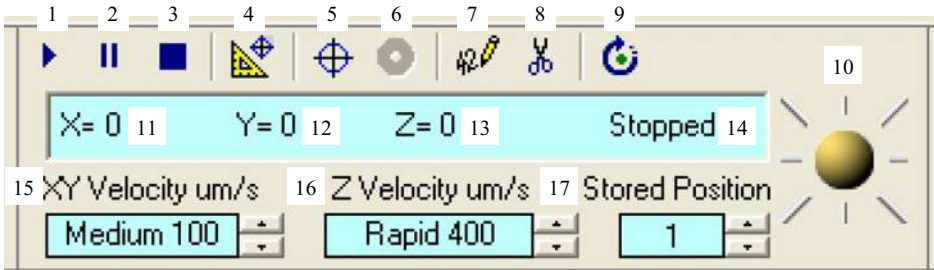 1 2 3 4 5 6 7 8 9
42
10
X= 0 11 Y= 0 12 Z= 0 13 Stopped 14
15 XY Velocity um/s 16 Z Velocity um/s 17 Stored Position
Medium 100 Rapid 400 1